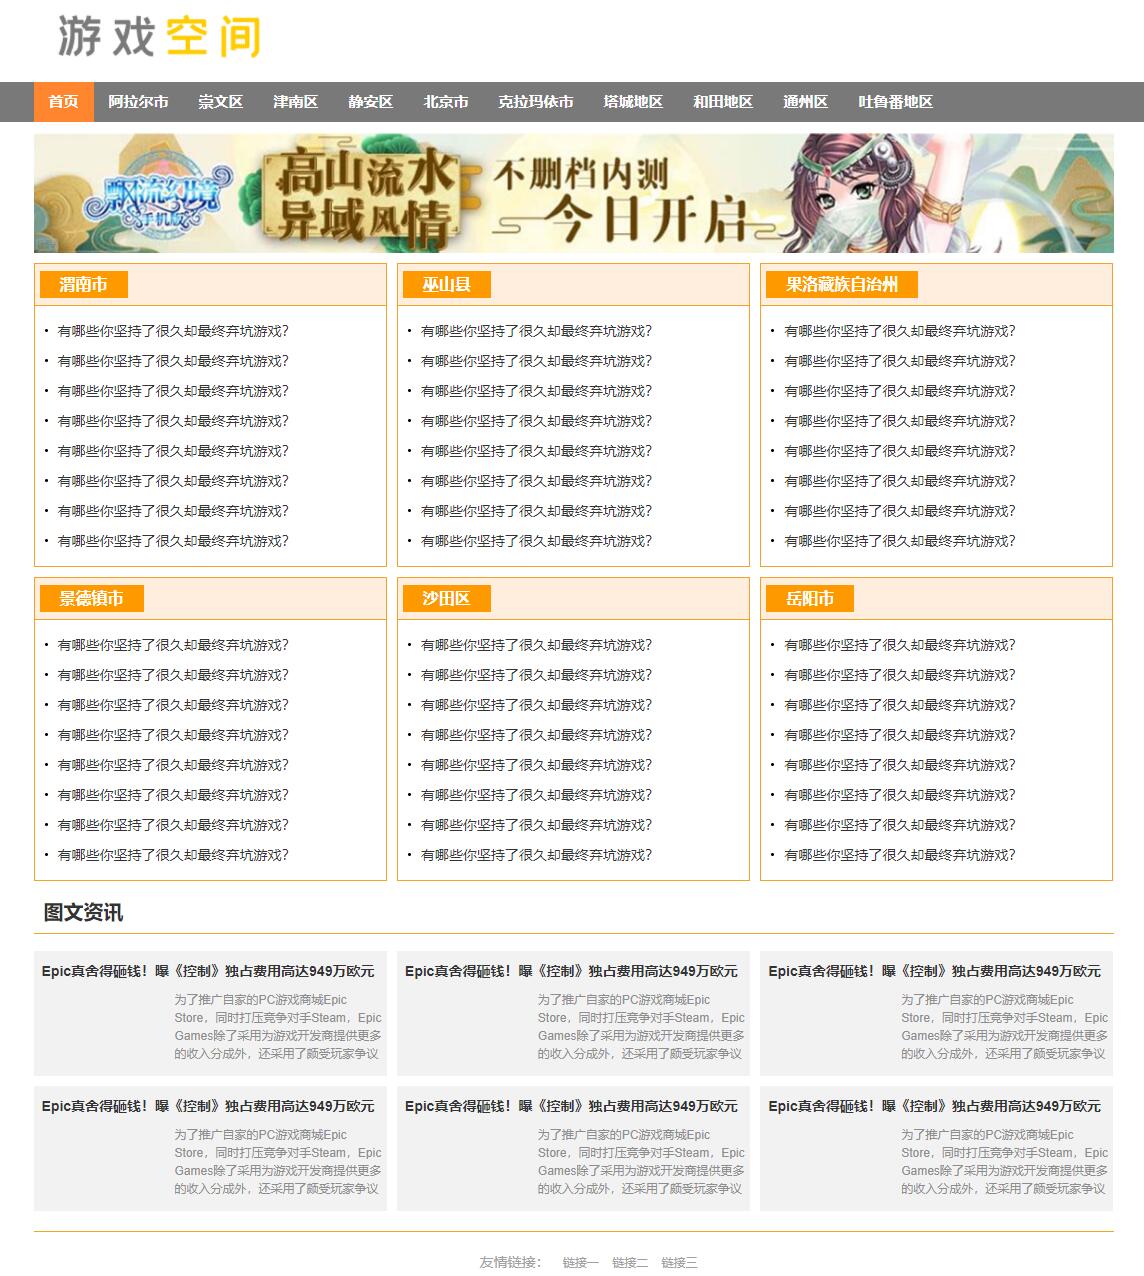 游戏空间
首页 阿拉尔市 崇文区 津南区 静安区 北京市 克拉玛依市 塔城地区 和田地区 通州区 吐鲁番地区
飘流幻境
手机版
高山流水
异域风情
不删档内测
今日开启
渭南市
• 有哪些你坚持了很久却最终弃坑游戏?
• 有哪些你坚持了很久却最终弃坑游戏?
• 有哪些你坚持了很久却最终弃坑游戏?
• 有哪些你坚持了很久却最终弃坑游戏?
• 有哪些你坚持了很久却最终弃坑游戏?
• 有哪些你坚持了很久却最终弃坑游戏?
• 有哪些你坚持了很久却最终弃坑游戏?
• 有哪些你坚持了很久却最终弃坑游戏?
巫山县
• 有哪些你坚持了很久却最终弃坑游戏?
• 有哪些你坚持了很久却最终弃坑游戏?
• 有哪些你坚持了很久却最终弃坑游戏?
• 有哪些你坚持了很久却最终弃坑游戏?
• 有哪些你坚持了很久却最终弃坑游戏?
• 有哪些你坚持了很久却最终弃坑游戏?
• 有哪些你坚持了很久却最终弃坑游戏?
• 有哪些你坚持了很久却最终弃坑游戏?
果洛藏族自治州
• 有哪些你坚持了很久却最终弃坑游戏?
• 有哪些你坚持了很久却最终弃坑游戏?
• 有哪些你坚持了很久却最终弃坑游戏?
• 有哪些你坚持了很久却最终弃坑游戏?
• 有哪些你坚持了很久却最终弃坑游戏?
• 有哪些你坚持了很久却最终弃坑游戏?
• 有哪些你坚持了很久却最终弃坑游戏?
• 有哪些你坚持了很久却最终弃坑游戏?
景德镇市
• 有哪些你坚持了很久却最终弃坑游戏?
• 有哪些你坚持了很久却最终弃坑游戏?
• 有哪些你坚持了很久却最终弃坑游戏?
• 有哪些你坚持了很久却最终弃坑游戏?
• 有哪些你坚持了很久却最终弃坑游戏?
• 有哪些你坚持了很久却最终弃坑游戏?
• 有哪些你坚持了很久却最终弃坑游戏?
• 有哪些你坚持了很久却最终弃坑游戏?
沙田区
• 有哪些你坚持了很久却最终弃坑游戏?
• 有哪些你坚持了很久却最终弃坑游戏?
• 有哪些你坚持了很久却最终弃坑游戏?
• 有哪些你坚持了很久却最终弃坑游戏?
• 有哪些你坚持了很久却最终弃坑游戏?
• 有哪些你坚持了很久却最终弃坑游戏?
• 有哪些你坚持了很久却最终弃坑游戏?
• 有哪些你坚持了很久却最终弃坑游戏?
岳阳市
• 有哪些你坚持了很久却最终弃坑游戏?
• 有哪些你坚持了很久却最终弃坑游戏?
• 有哪些你坚持了很久却最终弃坑游戏?
• 有哪些你坚持了很久却最终弃坑游戏?
• 有哪些你坚持了很久却最终弃坑游戏?
• 有哪些你坚持了很久却最终弃坑游戏?
• 有哪些你坚持了很久却最终弃坑游戏?
• 有哪些你坚持了很久却最终弃坑游戏?
图文资讯
Epic真舍得砸钱！曝《控制》独占费用高达949万欧元
为了推广自家的PC游戏商城Epic
Store，同时打压竞争对手Steam，Epic
Games除了采用为游戏开发商提供更多
的收入分成外，还采用了颇受玩家争议
Epic真舍得砸钱！曝《控制》独占费用高达949万欧元
为了推广自家的PC游戏商城Epic
Store，同时打压竞争对手Steam，Epic
Games除了采用为游戏开发商提供更多
的收入分成外，还采用了颇受玩家争议
Epic真舍得砸钱！曝《控制》独占费用高达949万欧元
为了推广自家的PC游戏商城Epic
Store，同时打压竞争对手Steam，Epic
Games除了采用为游戏开发商提供更多
的收入分成外，还采用了颇受玩家争议
Epic真舍得砸钱！曝《控制》独占费用高达949万欧元
为了推广自家的PC游戏商城Epic
Store，同时打压竞争对手Steam，Epic
Games除了采用为游戏开发商提供更多
的收入分成外，还采用了颇受玩家争议
Epic真舍得砸钱！曝《控制》独占费用高达949万欧元
为了推广自家的PC游戏商城Epic
Store，同时打压竞争对手Steam，Epic
Games除了采用为游戏开发商提供更多
的收入分成外，还采用了颇受玩家争议
Epic真舍得砸钱！曝《控制》独占费用高达949万欧元
为了推广自家的PC游戏商城Epic
Store，同时打压竞争对手Steam，Epic
Games除了采用为游戏开发商提供更多
的收入分成外，还采用了颇受玩家争议
友情链接： 链接一 链接二 链接三